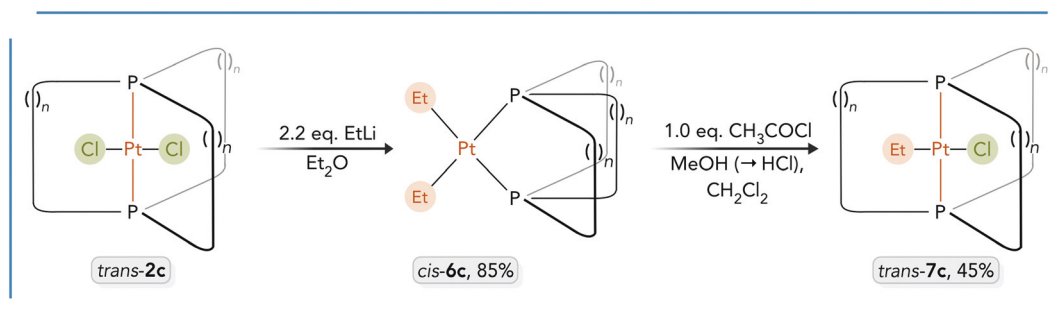 P
( )n
( )n
( )n
Cl—Pt—Cl
P
trans-2c
2.2 eq. EtLi
Et₂O
Et
P
( )n
( )n
Pt
( )n
Et
P
cis-6c, 85%
1.0 eq. CH₃COCl
MeOH (→ HCl),
CH₂Cl₂
P
( )n
( )n
( )n
Et—Pt—Cl
P
trans-7c, 45%